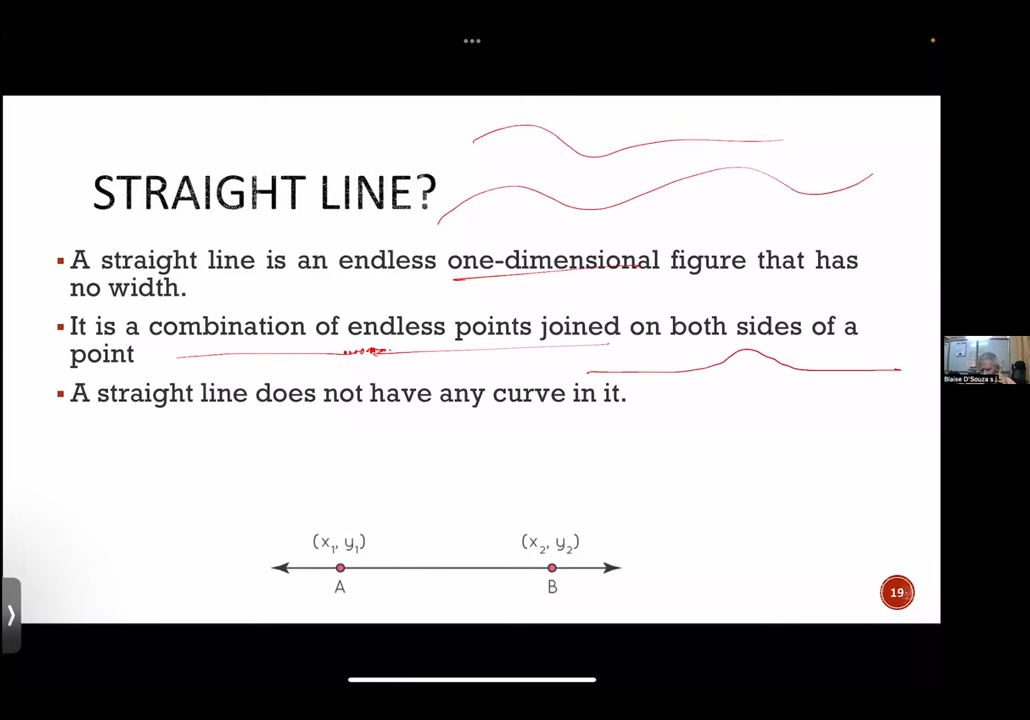 STRAIGHT LINE?
▪ A straight line is an endless one-dimensional figure that has
no width.
▪ It is a combination of endless points joined on both sides of a
point
▪ A straight line does not have any curve in it.
(x₁, y₁)
(x₂, y₂)
A
B
19
Blaise D'Souza s.j...